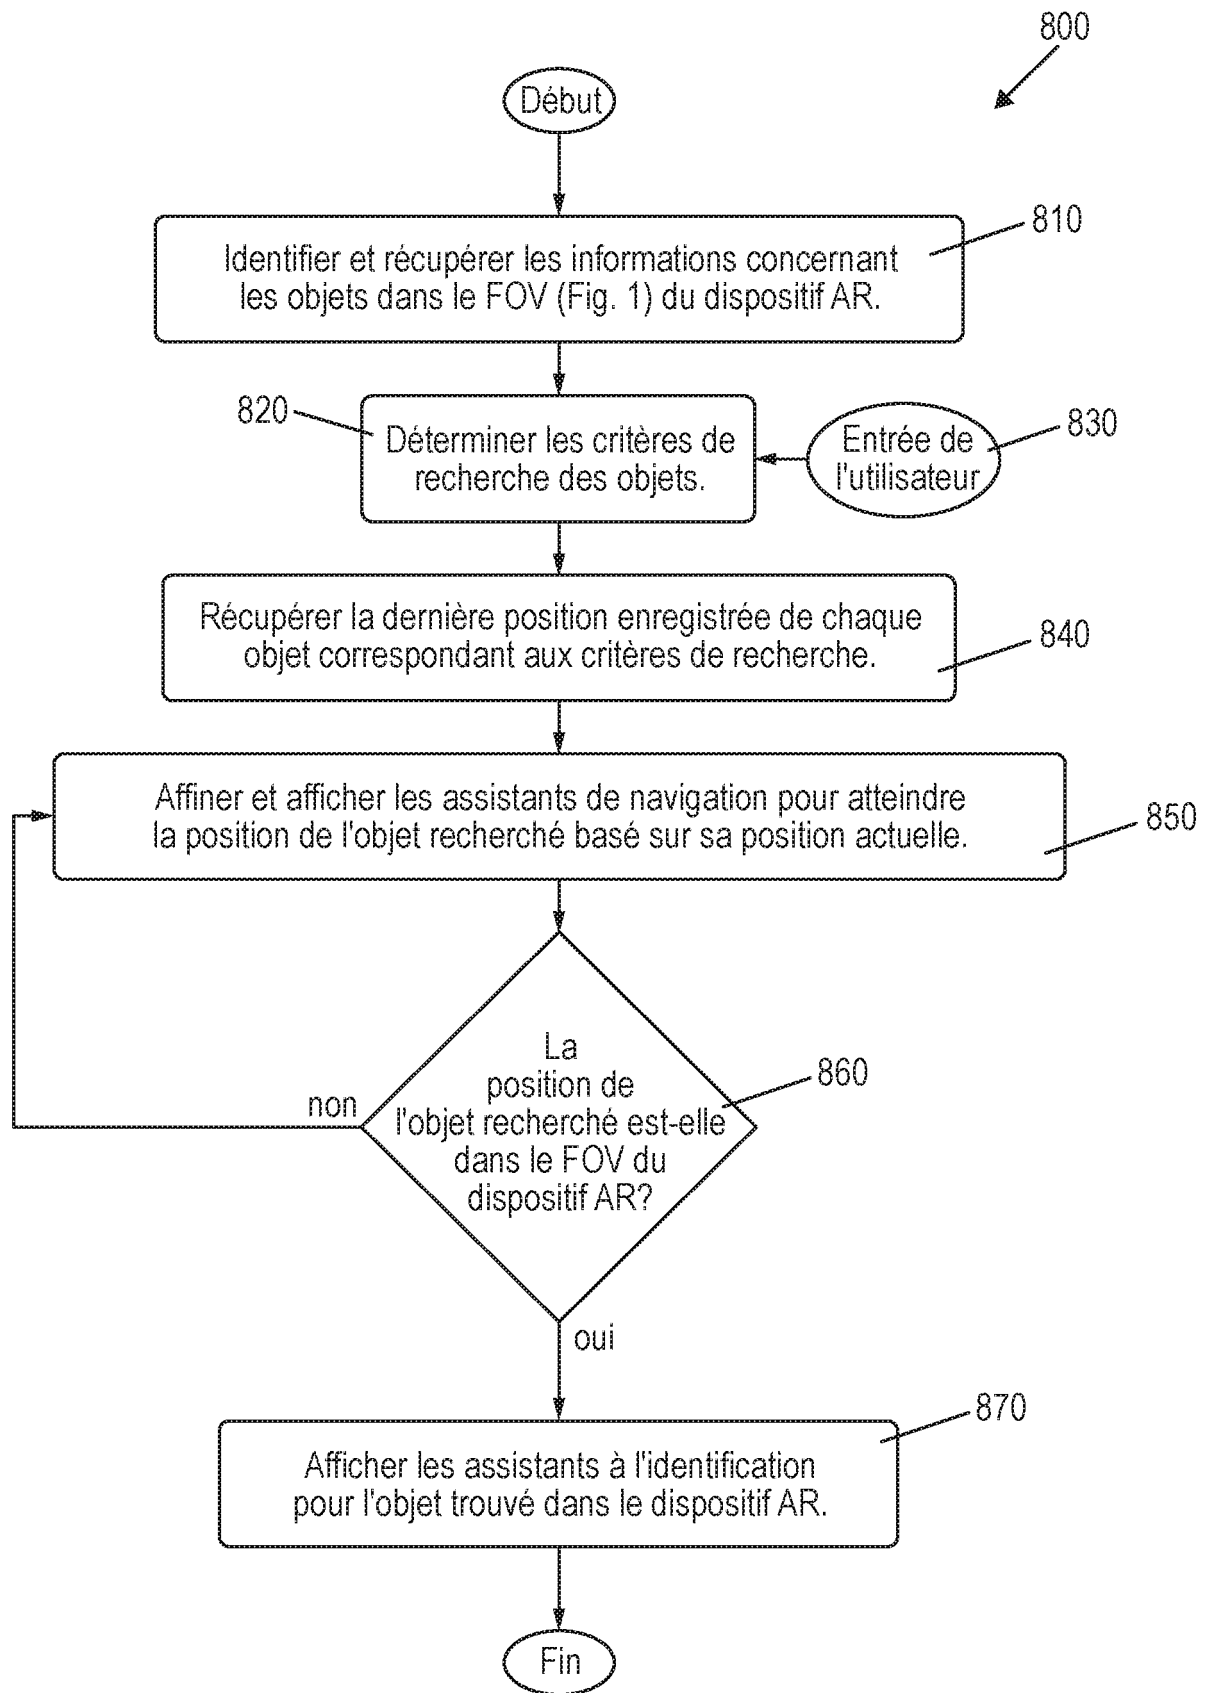 800
Début
810
Identifier et récupérer les informations concernant
les objets dans le FOV (Fig. 1) du dispositif AR.
820
Déterminer les critères de
recherche des objets.
Entrée de
l'utilisateur
830
Récupérer la dernière position enregistrée de chaque
objet correspondant aux critères de recherche.
840
Affiner et afficher les assistants de navigation pour atteindre
la position de l'objet recherché basé sur sa position actuelle.
850
La
position de
l'objet recherché est-elle
dans le FOV du
dispositif AR?
860
non
oui
870
Afficher les assistants à l'identification
pour l'objet trouvé dans le dispositif AR.
Fin